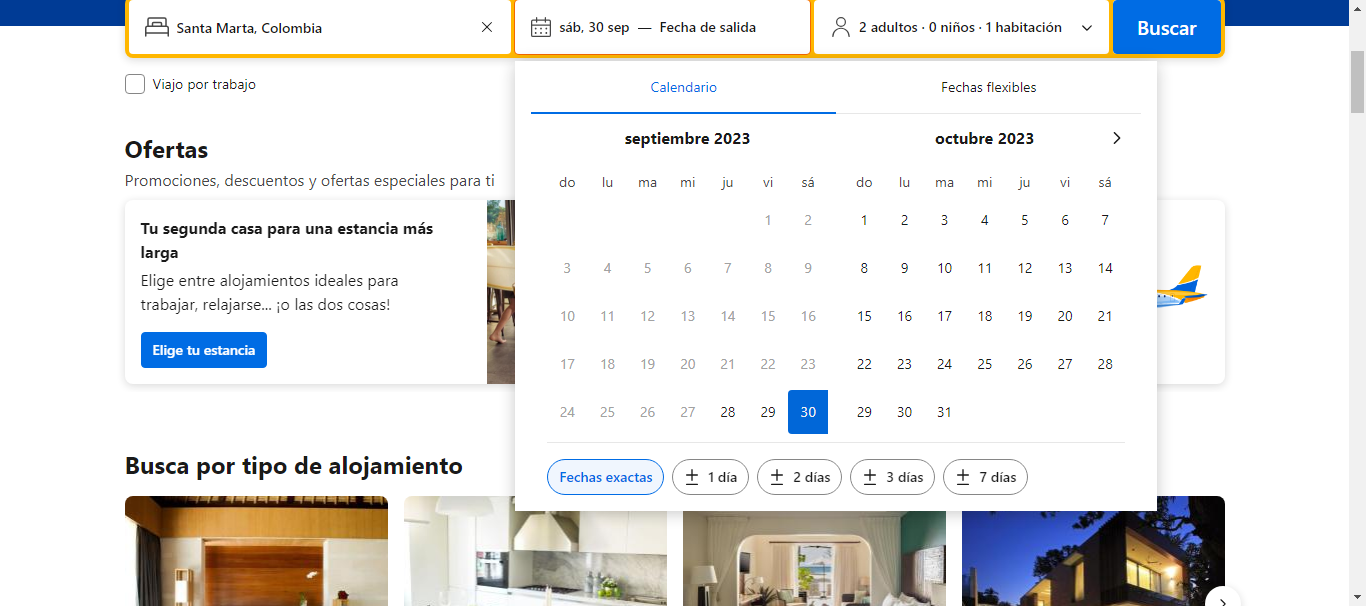 Santa Marta, Colombia
sáb, 30 sep — Fecha de salida
2 adultos · 0 niños · 1 habitación
Buscar
Viajo por trabajo
Calendario
Fechas flexibles
septiembre 2023
do lu ma mi ju vi sá
1 2
3 4 5 6 7 8 9
10 11 12 13 14 15 16
17 18 19 20 21 22 23
24 25 26 27 28 29 30
octubre 2023
do lu ma mi ju vi sá
1 2 3 4 5 6 7
8 9 10 11 12 13 14
15 16 17 18 19 20 21
22 23 24 25 26 27 28
29 30 31
Fechas exactas
± 1 día
± 2 días
± 3 días
± 7 días
Ofertas
Promociones, descuentos y ofertas especiales para ti
Tu segunda casa para una estancia más
larga
Elige entre alojamientos ideales para
trabajar, relajarse... ¡o las dos cosas!
Elige tu estancia
Busca por tipo de alojamiento